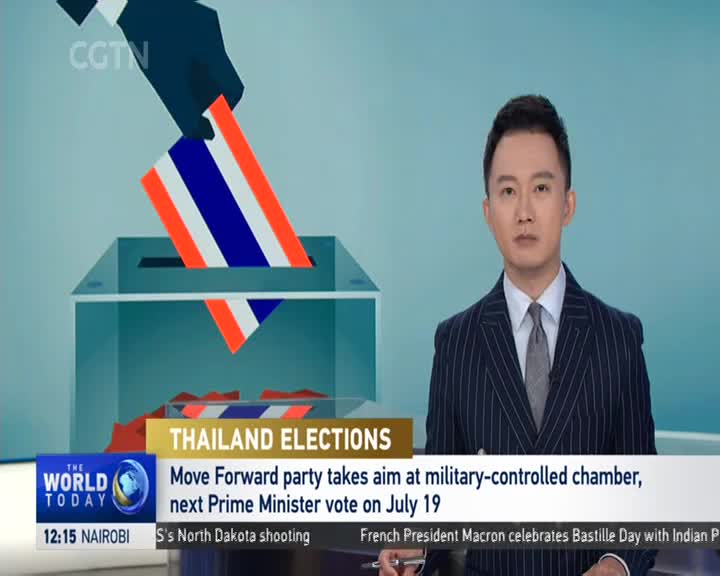 CGTN
THAILAND ELECTIONS
Move Forward party takes aim at military-controlled chamber,
next Prime Minister vote on July 19
THE
WORLD
TODAY
12:15 NAIROBI
S's North Dakota shooting French President Macron celebrates Bastille Day with Indian P